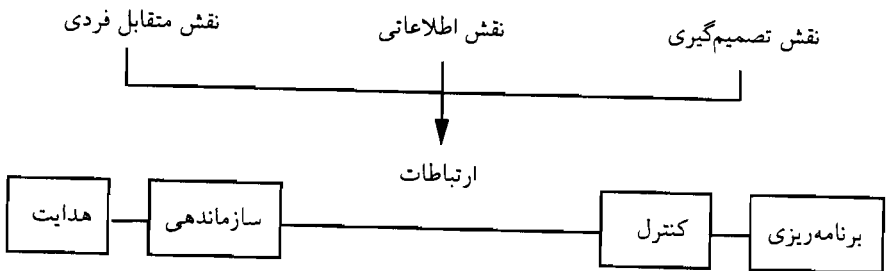 نقش تصمیم‌گیری نقش اطلاعاتی نقش متقابل فردی
ارتباطات
برنامه‌ریزی کنترل سازماندهی هدایت